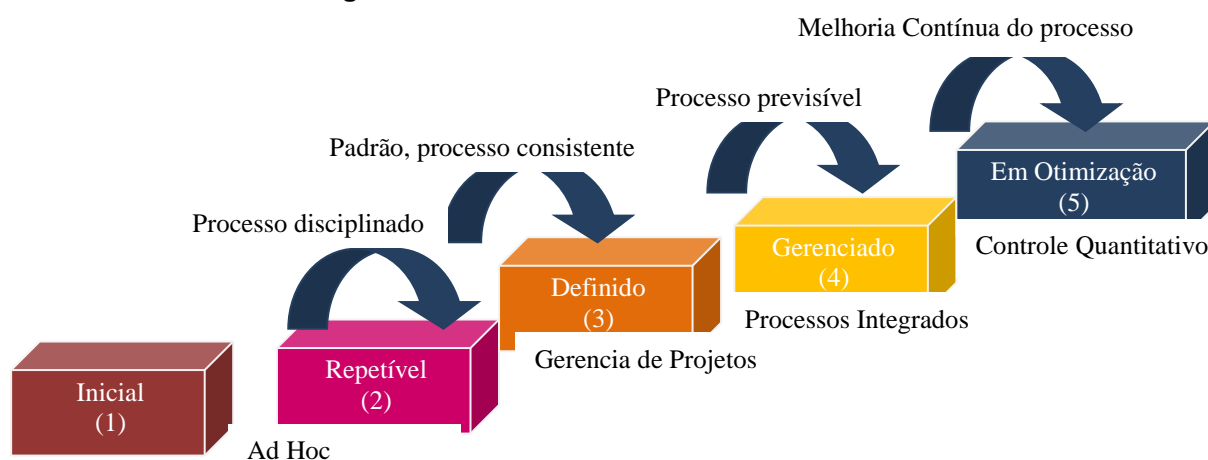 Melhoria Contínua do processo
Processo previsível
Padrão, processo consistente
Em Otimização
(5)
Processo disciplinado
Gerenciado
(4)
Controle Quantitativo
Definido
(3)
Processos Integrados
Gerencia de Projetos
Repetível
(2)
Inicial
(1)
Ad Hoc